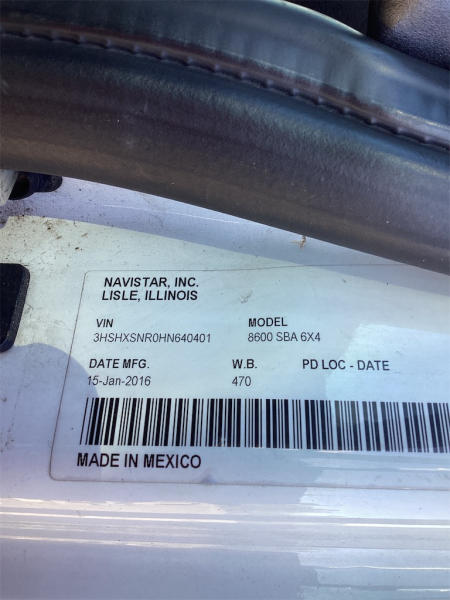 NAVISTAR, INC.
LISLE, ILLINOIS
VIN MODEL
3HSHXSNR0HN640401 8600 SBA 6X4
DATE MFG. W.B. PD LOC - DATE
15-Jan-2016 470
MADE IN MEXICO